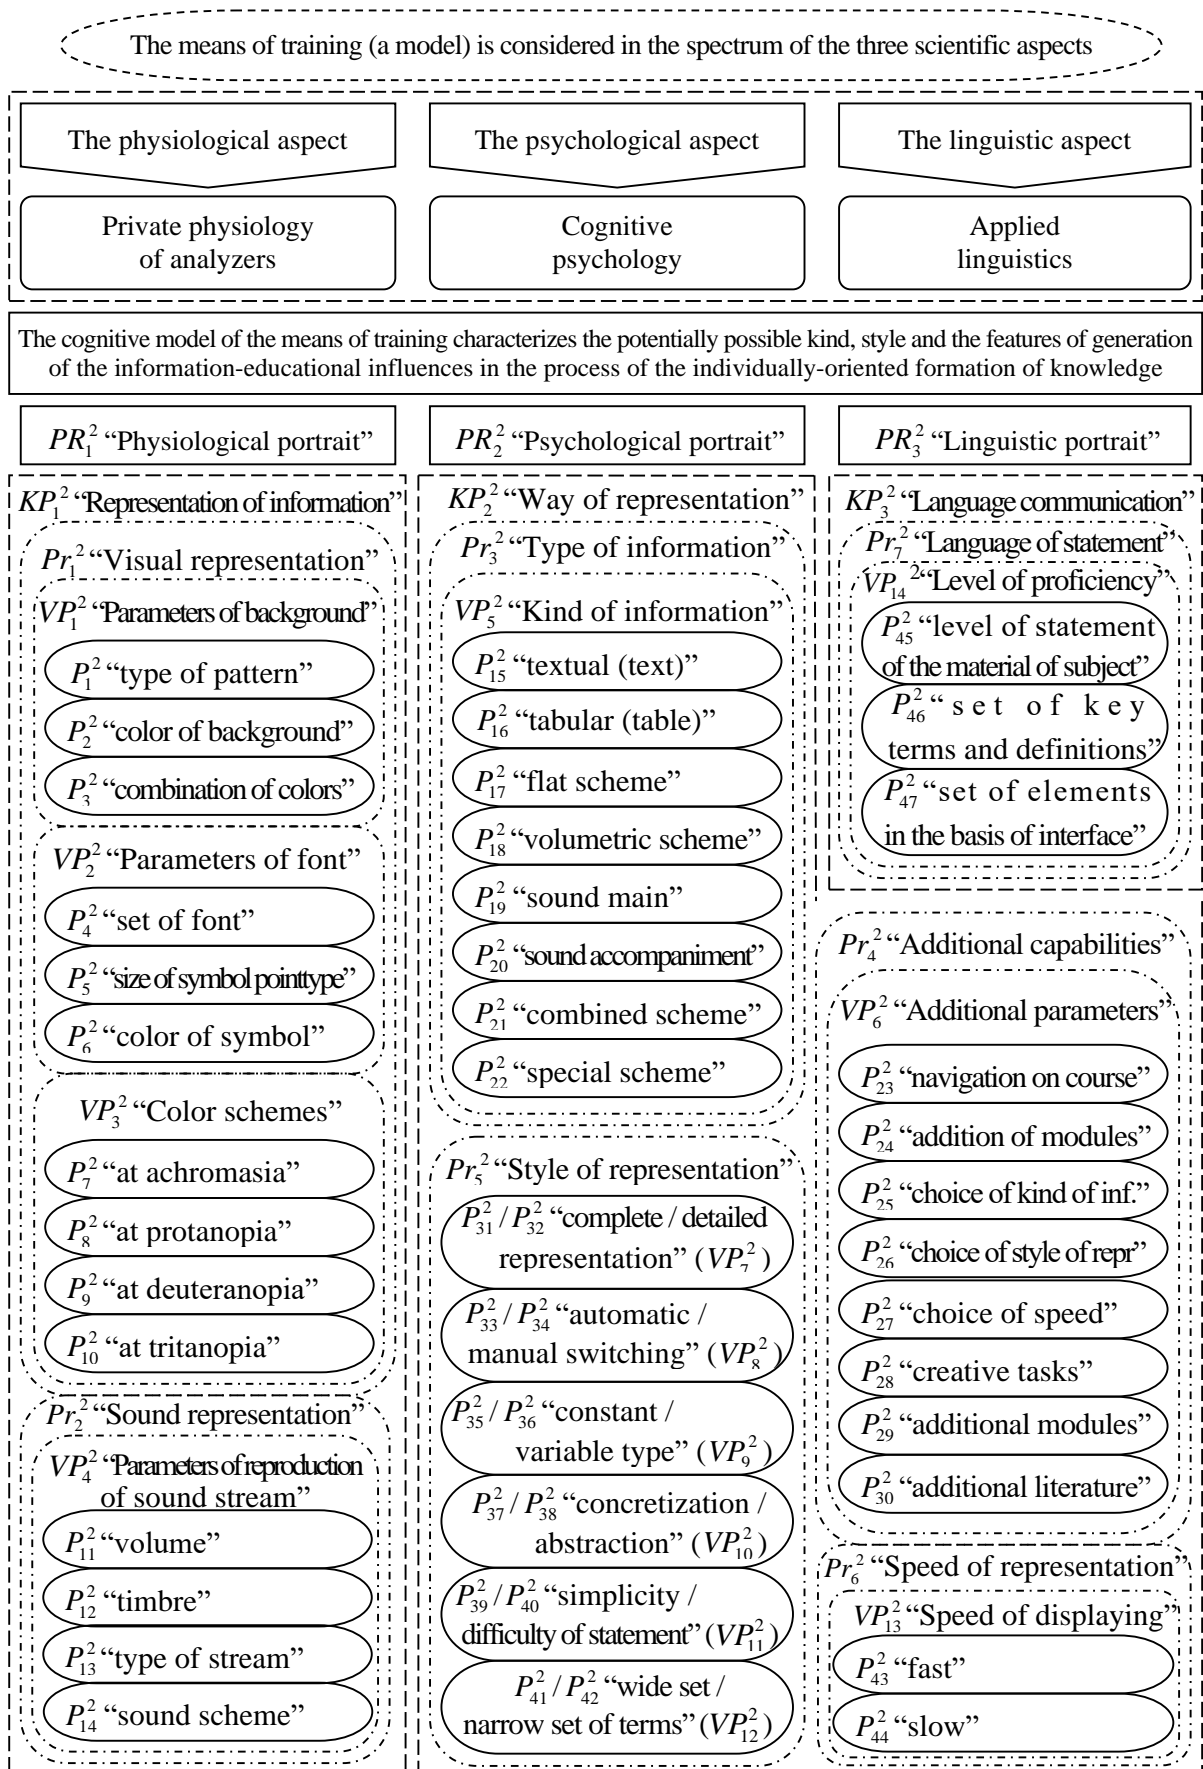 The means of training (a model) is considered in the spectrum of the three scientific aspects
The physiological aspect
Private physiology
of analyzers
The psychological aspect
Cognitive
psychology
The linguistic aspect
Applied
linguistics
The cognitive model of the means of training characterizes the potentially possible kind, style and the features of generation
of the information-educational influences in the process of the individually-oriented formation of knowledge
PR₁² “Physiological portrait”
KP₁² “Representation of information”
Pr₁² “Visual representation”
VP₁² “Parameters of background”
P₁² “type of pattern”
P₂² “color of background”
P₃² “combination of colors”
VP₂² “Parameters of font”
P₄² “set of font”
P₅² “size of symbol pointtype”
P₆² “color of symbol”
VP₃² “Color schemes”
P₇² “at achromasia”
P₈² “at protanopia”
P₉² “at deuteranopia”
P₁₀² “at tritanopia”
Pr₂² “Sound representation”
VP₄² “Parameters of reproduction
of sound stream”
P₁₁² “volume”
P₁₂² “timbre”
P₁₃² “type of stream”
P₁₄² “sound scheme”
PR₂² “Psychological portrait”
KP₂² “Way of representation”
Pr₃² “Type of information”
VP₅² “Kind of information”
P₁₅² “textual (text)”
P₁₆² “tabular (table)”
P₁₇² “flat scheme”
P₁₈² “volumetric scheme”
P₁₉² “sound main”
P₂₀² “sound accompaniment”
P₂₁² “combined scheme”
P₂₂² “special scheme”
Pr₅² “Style of representation”
P₃₁² / P₃₂² “complete / detailed
representation” (VP₇²)
P₃₃² / P₃₄² “automatic /
manual switching” (VP₈²)
P₃₅² / P₃₆² “constant /
variable type” (VP₉²)
P₃₇² / P₃₈² “concretization /
abstraction” (VP₁₀²)
P₃₉² / P₄₀² “simplicity /
difficulty of statement” (VP₁₁²)
P₄₁² / P₄₂² “wide set /
narrow set of terms” (VP₁₂²)
PR₃² “Linguistic portrait”
KP₃² “Language communication”
Pr₇² “Language of statement”
VP₁₄² “Level of proficiency”
P₄₅² “level of statement
of the material of subject”
P₄₆² “set of key
terms and definitions”
P₄₇² “set of elements
in the basis of interface”
Pr₄² “Additional capabilities”
VP₆² “Additional parameters”
P₂₃² “navigation on course”
P₂₄² “addition of modules”
P₂₅² “choice of kind of inf.”
P₂₆² “choice of style of repr”
P₂₇² “choice of speed”
P₂₈² “creative tasks”
P₂₉² “additional modules”
P₃₀² “additional literature”
Pr₆² “Speed of representation”
VP₁₃² “Speed of displaying”
P₄₃² “fast”
P₄₄² “slow”